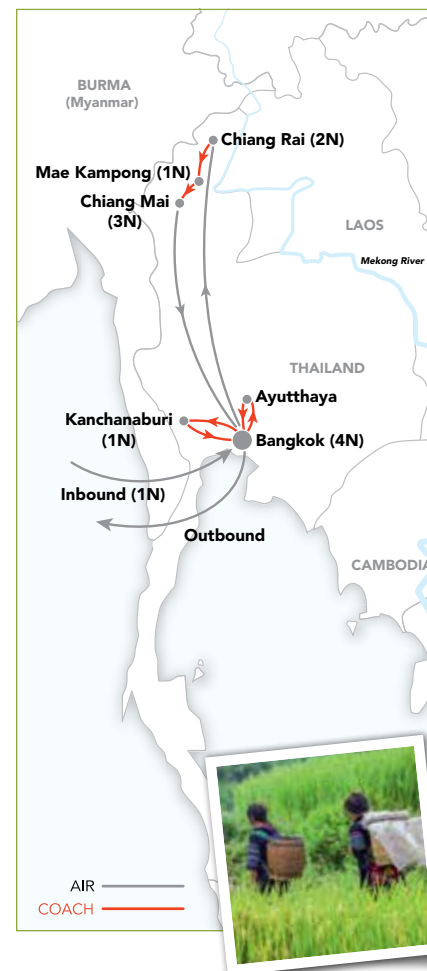 BURMA
(Myanmar)
Chiang Rai (2N)
Mae Kampong (1N)
Chiang Mai
(3N)
LAOS
Mekong River
THAILAND
Ayutthaya
Kanchanaburi
(1N)
Bangkok (4N)
Inbound (1N)
Outbound
CAMBODIA
AIR
COACH